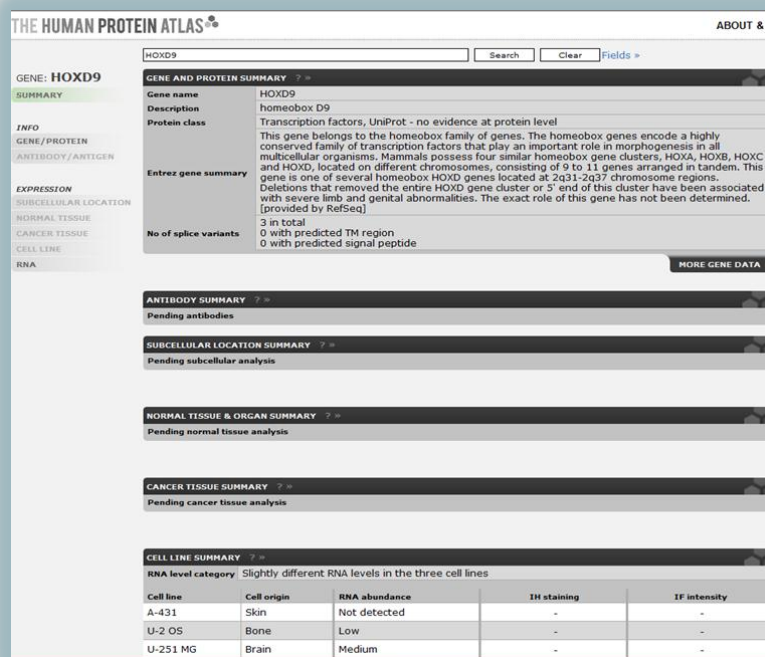 THE HUMAN PROTEIN ATLAS
ABOUT &
HOXD9
Search Clear Fields »
GENE: HOXD9
SUMMARY
INFO
GENE/PROTEIN
ANTIBODY/ANTIGEN
EXPRESSION
SUBCELLULAR LOCATION
NORMAL TISSUE
CANCER TISSUE
CELL LINE
RNA
GENE AND PROTEIN SUMMARY ? »
Gene name HOXD9
Description homeobox D9
Protein class Transcription factors, UniProt - no evidence at protein level
Entrez gene summary
This gene belongs to the homeobox family of genes. The homeobox genes encode a highly
conserved family of transcription factors that play an important role in morphogenesis in all
multicellular organisms. Mammals possess four similar homeobox gene clusters, HOXA, HOXB, HOXC
and HOXD, located on different chromosomes, consisting of 9 to 11 genes arranged in tandem. This
gene is one of several homeobox HOXD genes located at 2q31-2q37 chromosome regions.
Deletions that removed the entire HOXD gene cluster or 5' end of this cluster have been associated
with severe limb and genital abnormalities. The exact role of this gene has not been determined.
[provided by RefSeq]
No of splice variants
3 in total
0 with predicted TM region
0 with predicted signal peptide
MORE GENE DATA
ANTIBODY SUMMARY ? »
Pending antibodies
SUBCELLULAR LOCATION SUMMARY ? »
Pending subcellular analysis
NORMAL TISSUE & ORGAN SUMMARY ? »
Pending normal tissue analysis
CANCER TISSUE SUMMARY ? »
Pending cancer tissue analysis
CELL LINE SUMMARY ? »
RNA level category Slightly different RNA levels in the three cell lines
Cell line Cell origin RNA abundance IH staining IF intensity
A-431 Skin Not detected - -
U-2 OS Bone Low - -
U-251 MG Brain Medium - -